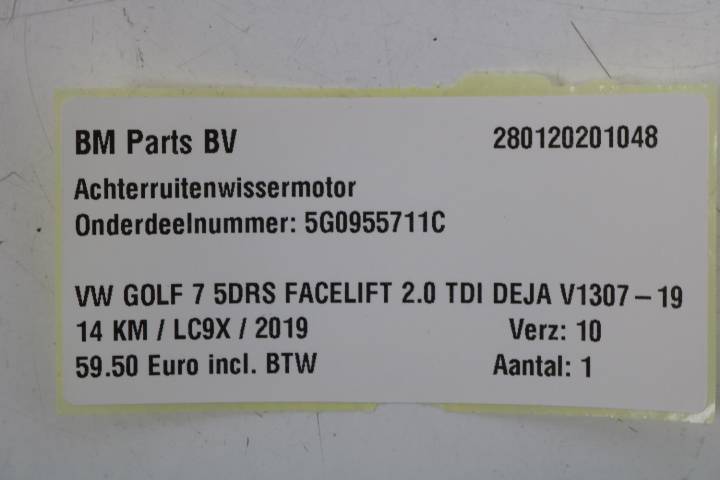 BM Parts BV 280120201048
Achterruitenwissermotor
Onderdeelnummer: 5G0955711C
VW GOLF 7 5DRS FACELIFT 2.0 TDI DEJA V1307-19
14 KM / LC9X / 2019 Verz: 10
59.50 Euro incl. BTW Aantal: 1